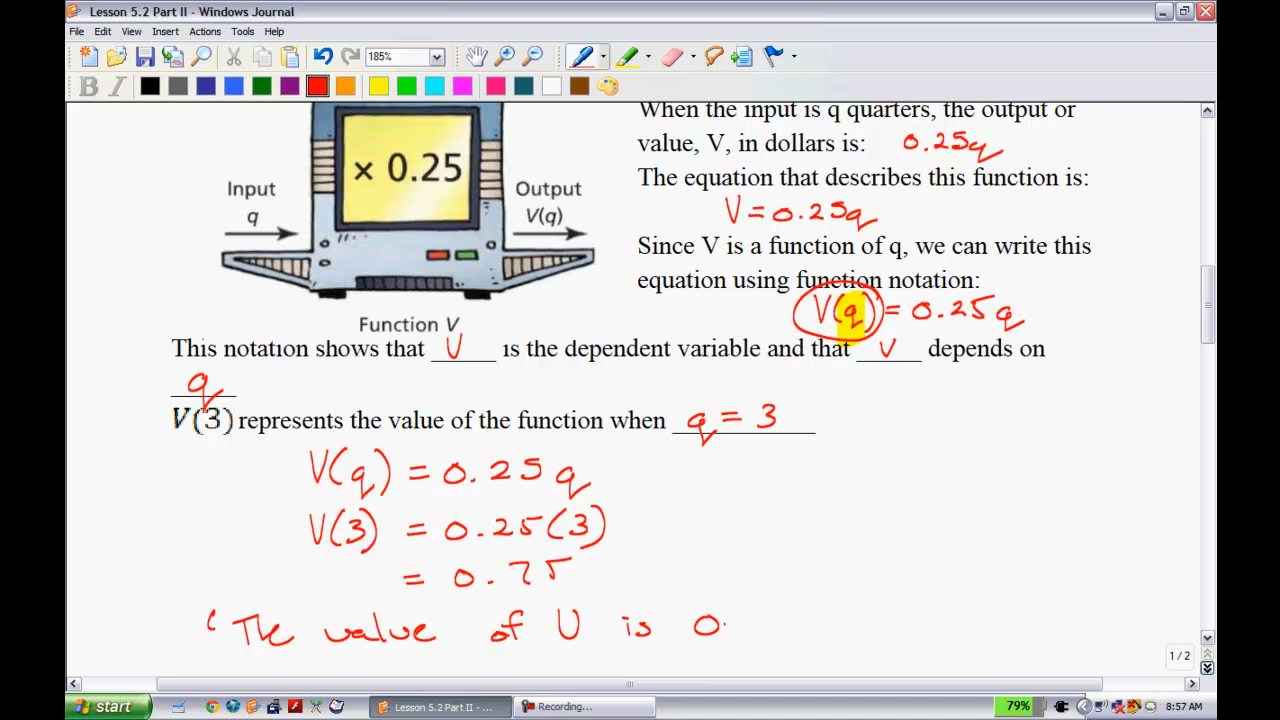 Lesson 5.2 Part II - Windows Journal
File Edit View Insert Actions Tools Help
185%
B I
When the input is q quarters, the output or
value, V, in dollars is: 0.25q
The equation that describes this function is:
V = 0.25q
Since V is a function of q, we can write this
equation using function notation:
V(q) = 0.25q
× 0.25
Input
q
Output
V(q)
Function V
This notation shows that V is the dependent variable and that V depends on
q
V(3) represents the value of the function when q = 3
V(q) = 0.25q
V(3) = 0.25(3)
= 0.75
"The value of V is 0.
1 / 2
start
Lesson 5.2 Part II - ...
Recording...
79%
8:57 AM